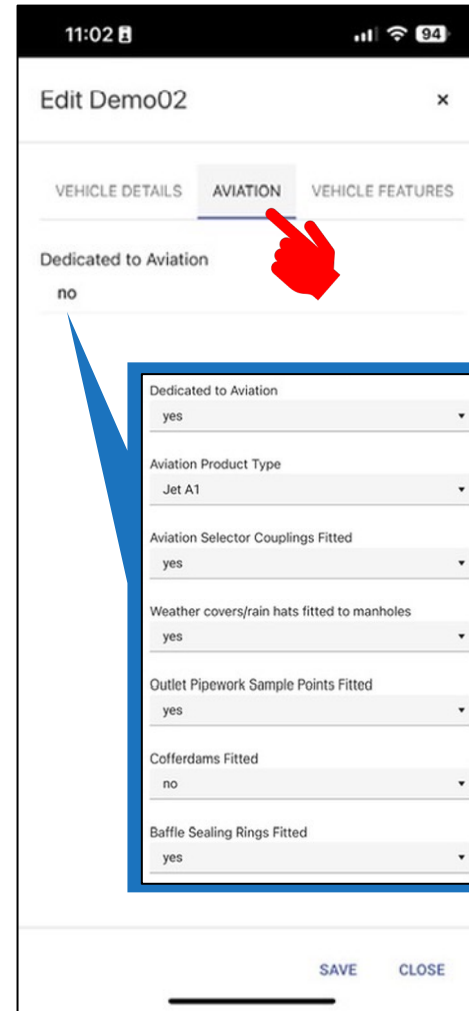 11:02
94
Edit Demo02
×
VEHICLE DETAILS AVIATION VEHICLE FEATURES
Dedicated to Aviation
no
Dedicated to Aviation
yes
Aviation Product Type
Jet A1
Aviation Selector Couplings Fitted
yes
Weather covers/rain hats fitted to manholes
yes
Outlet Pipework Sample Points Fitted
yes
Cofferdams Fitted
no
Baffle Sealing Rings Fitted
yes
SAVE CLOSE